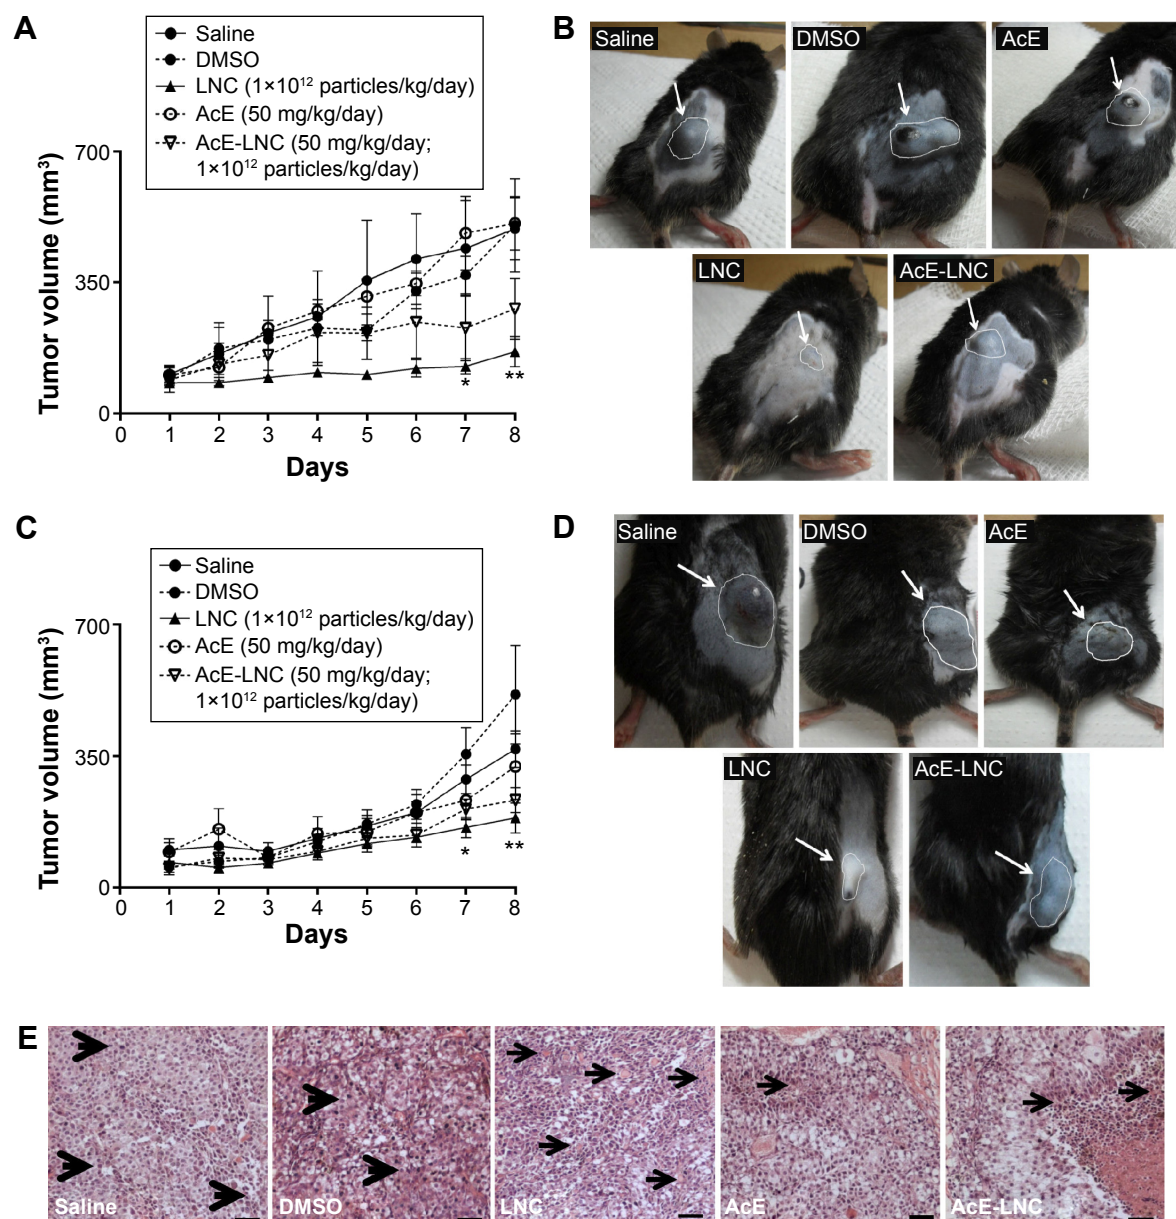 A
Saline
DMSO
LNC (1×10¹² particles/kg/day)
AcE (50 mg/kg/day)
AcE-LNC (50 mg/kg/day;
1×10¹² particles/kg/day)
700
350
0
Tumor volume (mm³)
*
**
0 1 2 3 4 5 6 7 8
Days
B
Saline
DMSO
AcE
LNC
AcE-LNC
C
Saline
DMSO
LNC (1×10¹² particles/kg/day)
AcE (50 mg/kg/day)
AcE-LNC (50 mg/kg/day;
1×10¹² particles/kg/day)
700
350
0
Tumor volume (mm³)
*
**
0 1 2 3 4 5 6 7 8
Days
D
Saline
DMSO
AcE
LNC
AcE-LNC
E
Saline
DMSO
LNC
AcE
AcE-LNC